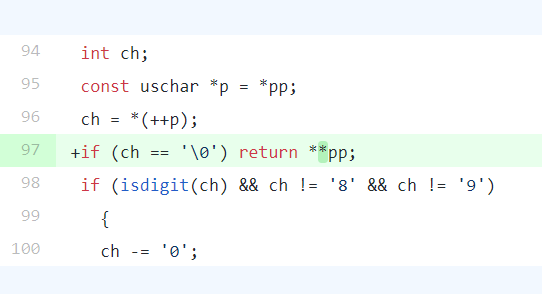 94 int ch;
95 const uschar *p = *pp;
96 ch = *(++p);
97 +if (ch == '\0') return **pp;
98 if (isdigit(ch) && ch != '8' && ch != '9')
99 {
100 ch -= '0';